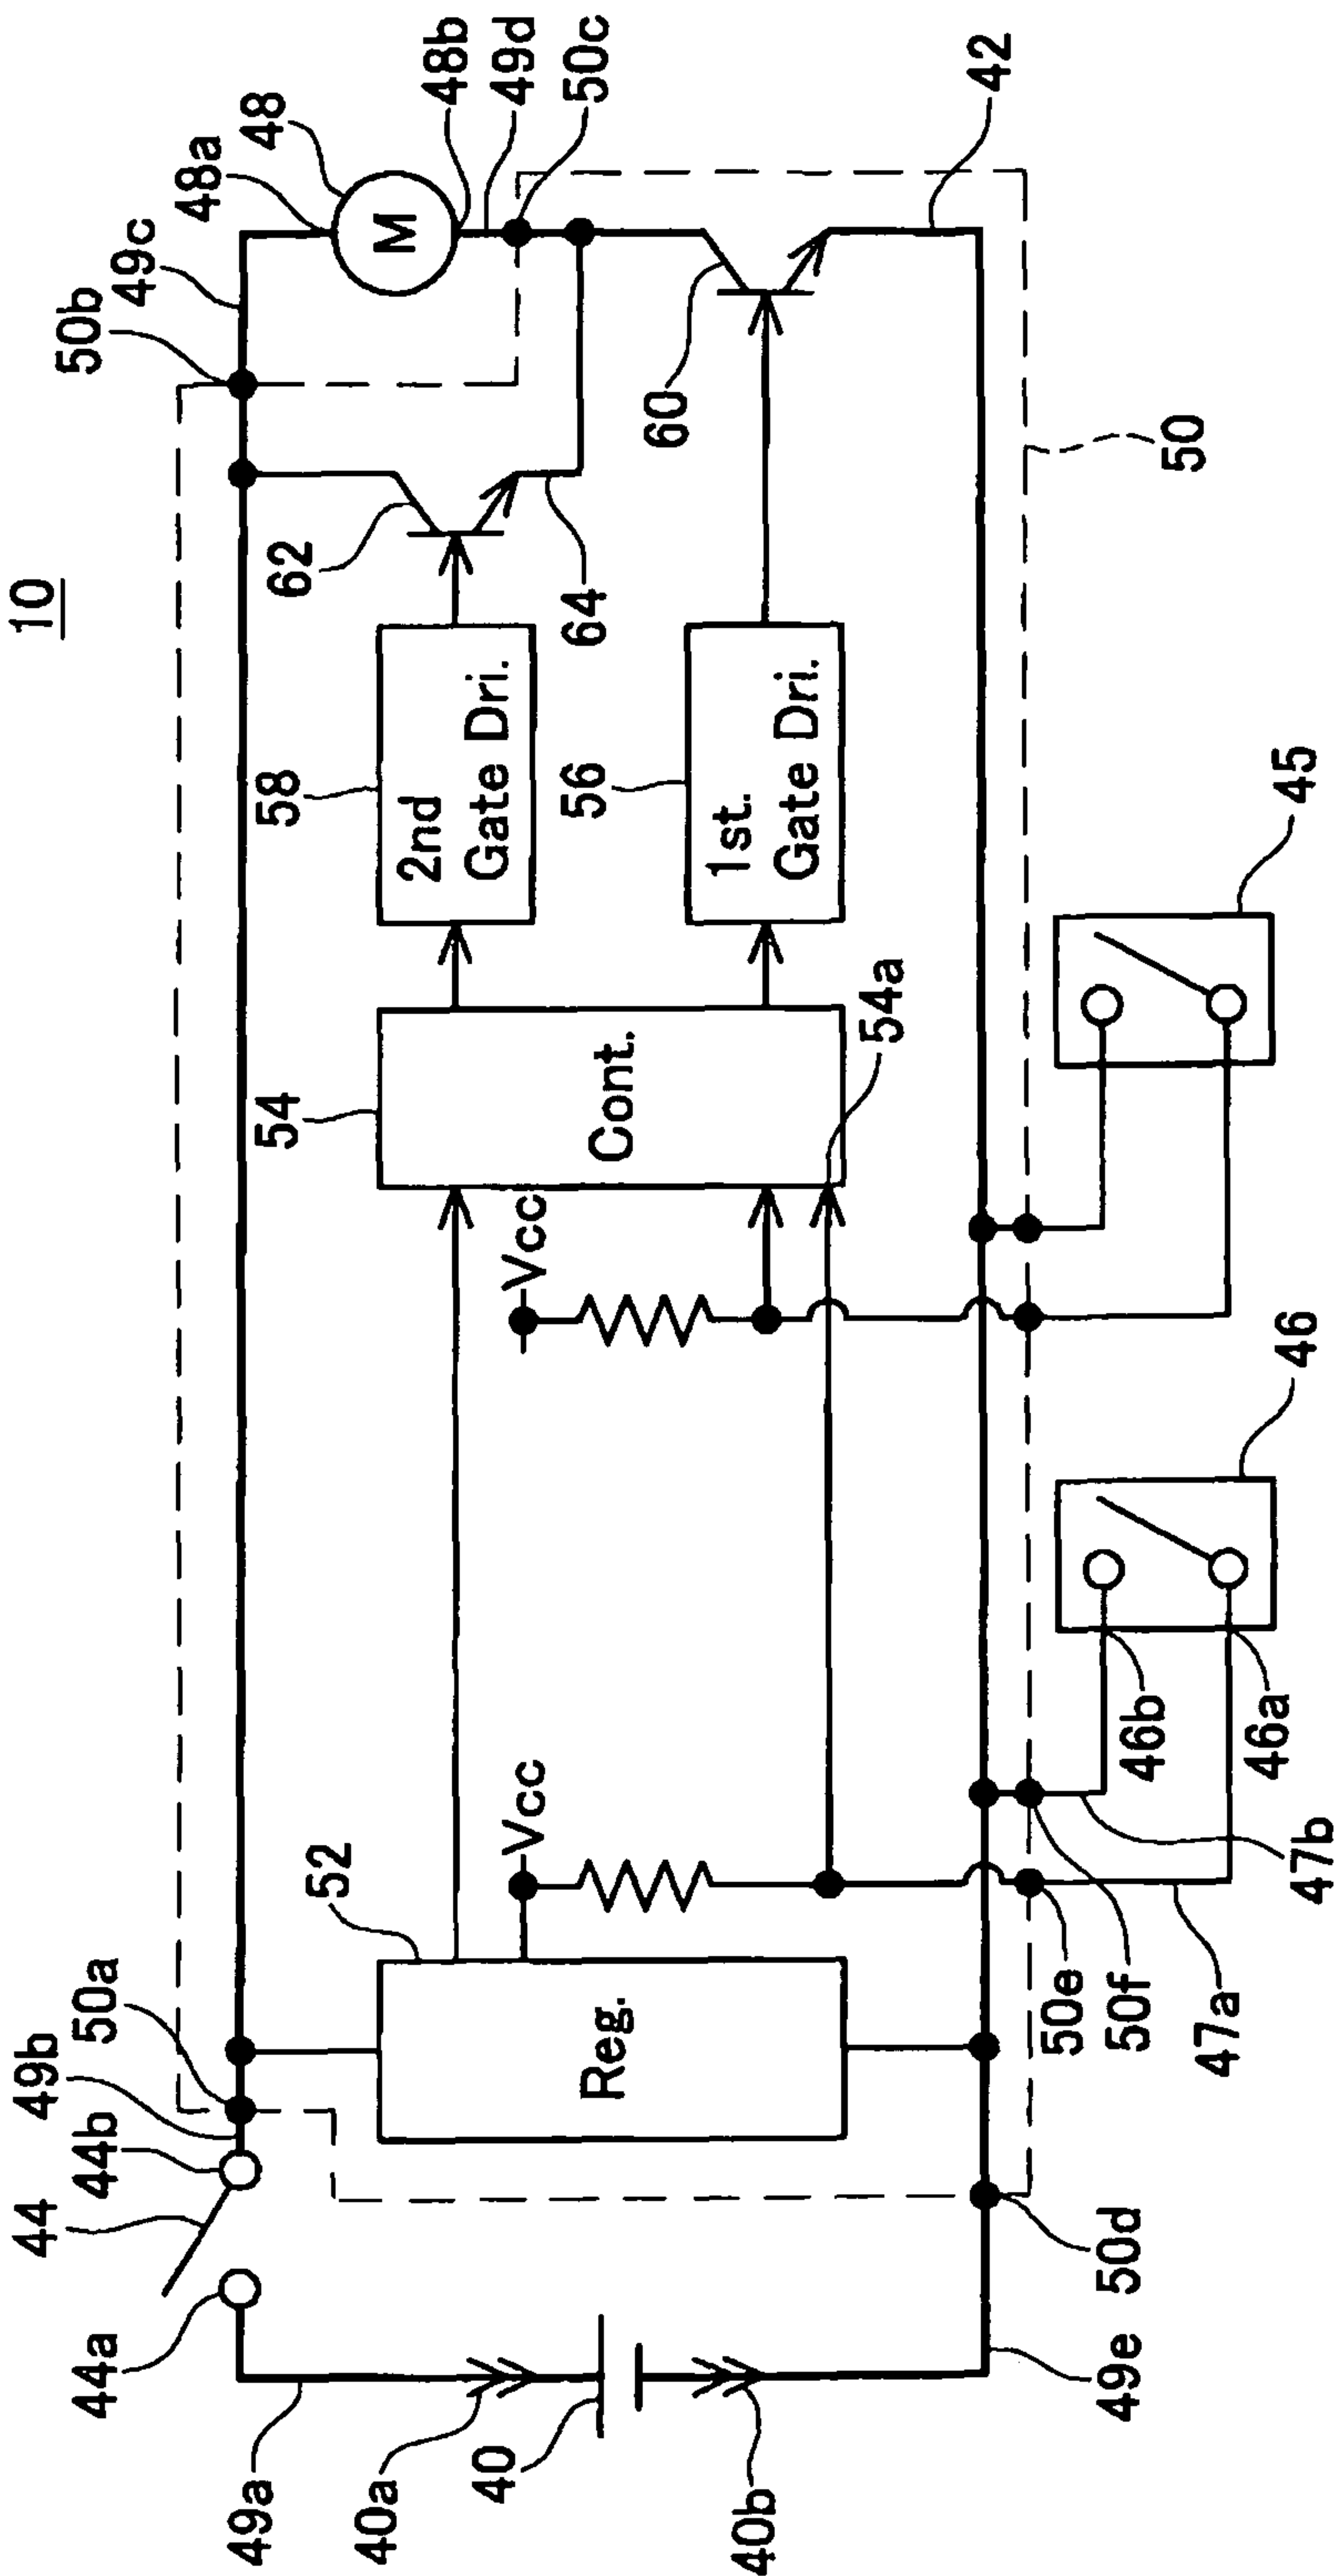 10
44
44a
44b
49b
50a
50b
49c
48a
48
M
48b
49d
50c
49a
40a
40
40b
49e
50d
52
Reg.
Vcc
Vcc
54
Cont.
54a
58
2nd
Gate Dri.
56
1st.
Gate Dri.
62
64
60
42
50
50e
50f
47a
47b
46b
46a
46
45